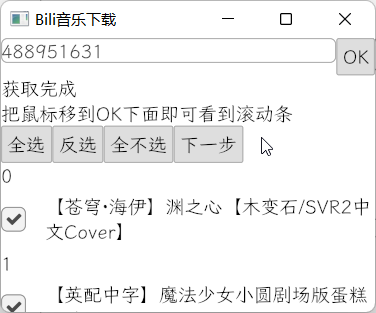 Bili音乐下载
488951631 OK
获取完成
把鼠标移到OK下面即可看到滚动条
全选 反选 全不选 下一步
0
【苍穹·海伊】渊之心【木变石/SVR2中
文Cover】
1
【英配中字】魔法少女小圆剧场版蛋糕